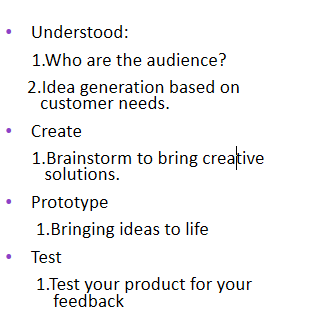 • Understood:
1.Who are the audience?
2.Idea generation based on
customer needs.
• Create
1.Brainstorm to bring creative
solutions.
• Prototype
1.Bringing ideas to life
• Test
1.Test your product for your
feedback